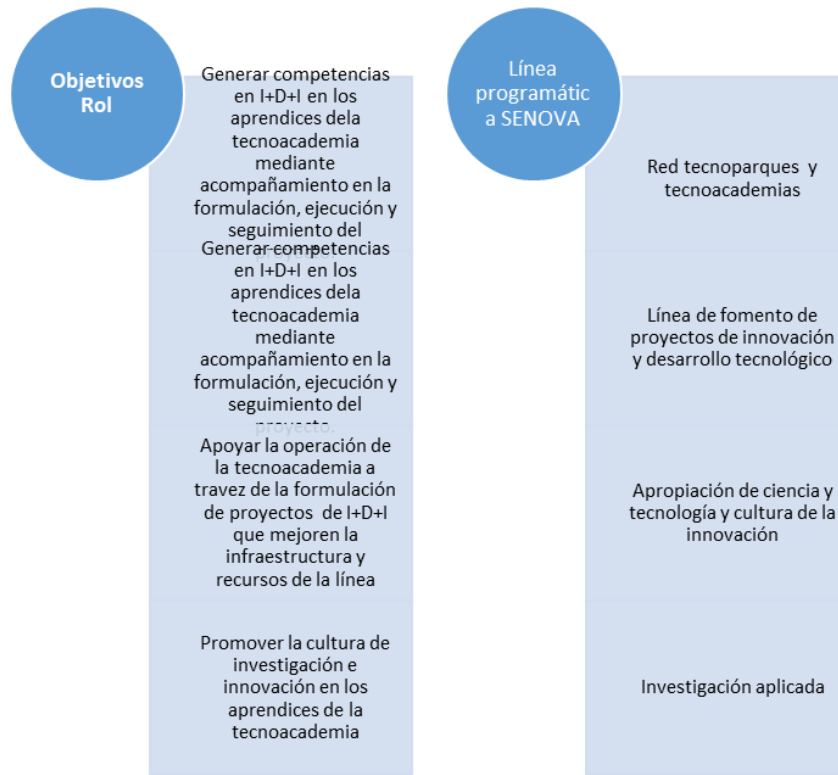 Objetivos
Rol
Generar competencias
en I+D+I en los
aprendices dela
tecnoacademia
mediante
acompañamiento en la
formulación, ejecución y
seguimiento del
proyecto.
Generar competencias
en I+D+I en los
aprendices dela
tecnoacademia
mediante
acompañamiento en la
formulación, ejecución y
seguimiento del
proyecto.
Apoyar la operación de
la tecnoacademia a
travez de la formulación
de proyectos de I+D+I
que mejoren la
infraestructura y
recursos de la línea
Promover la cultura de
investigación e
innovación en los
aprendices de la
tecnoacademia
Línea
programátic
a SENOVA
Red tecnoparques y
tecnoacademias
Línea de fomento de
proyectos de innovación
y desarrollo tecnológico
Apropiación de ciencia y
tecnología y cultura de la
innovación
Investigación aplicada